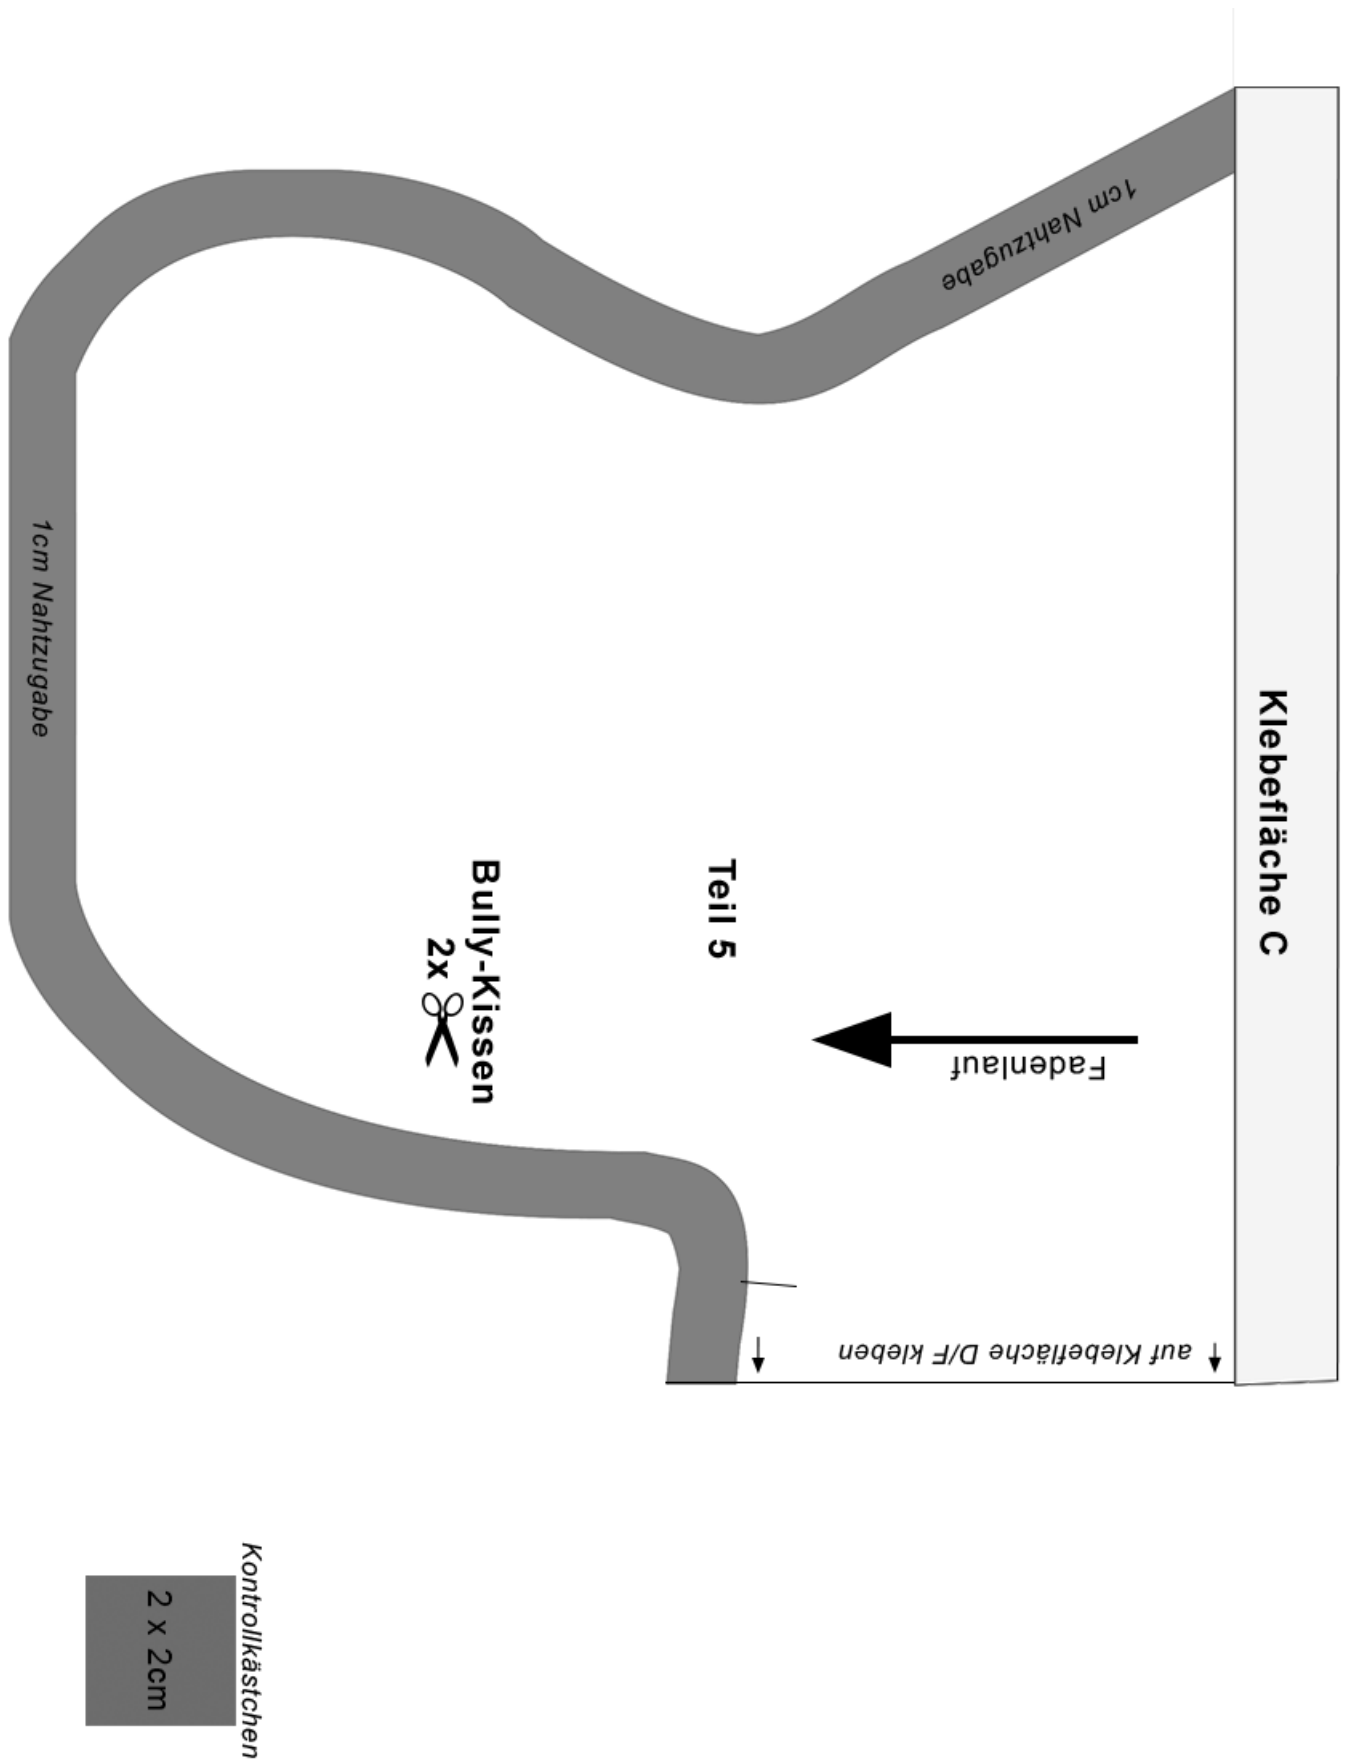 1cm Nahtzugabe
1cm Nahtzugabe
Klebefläche C
Teil 5
Bully-Kissen
2x
Fadenlauf
auf Klebefläche D/F kleben
Kontrollkästchen
2 x 2cm